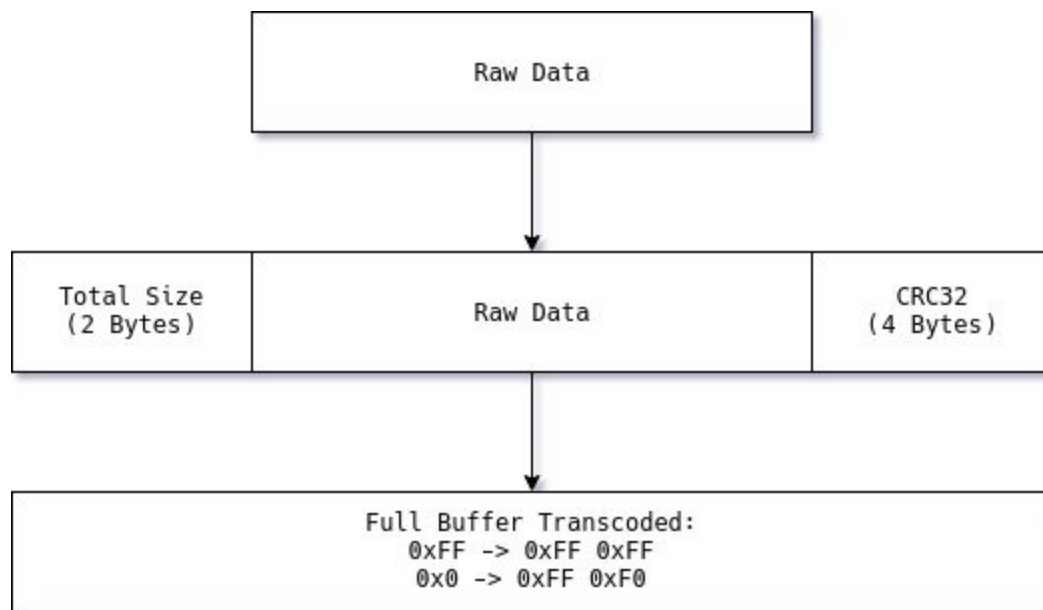 Raw Data
Total Size
(2 Bytes)
Raw Data
CRC32
(4 Bytes)
Full Buffer Transcoded:
0xFF -> 0xFF 0xFF
0x0 -> 0xFF 0xF0